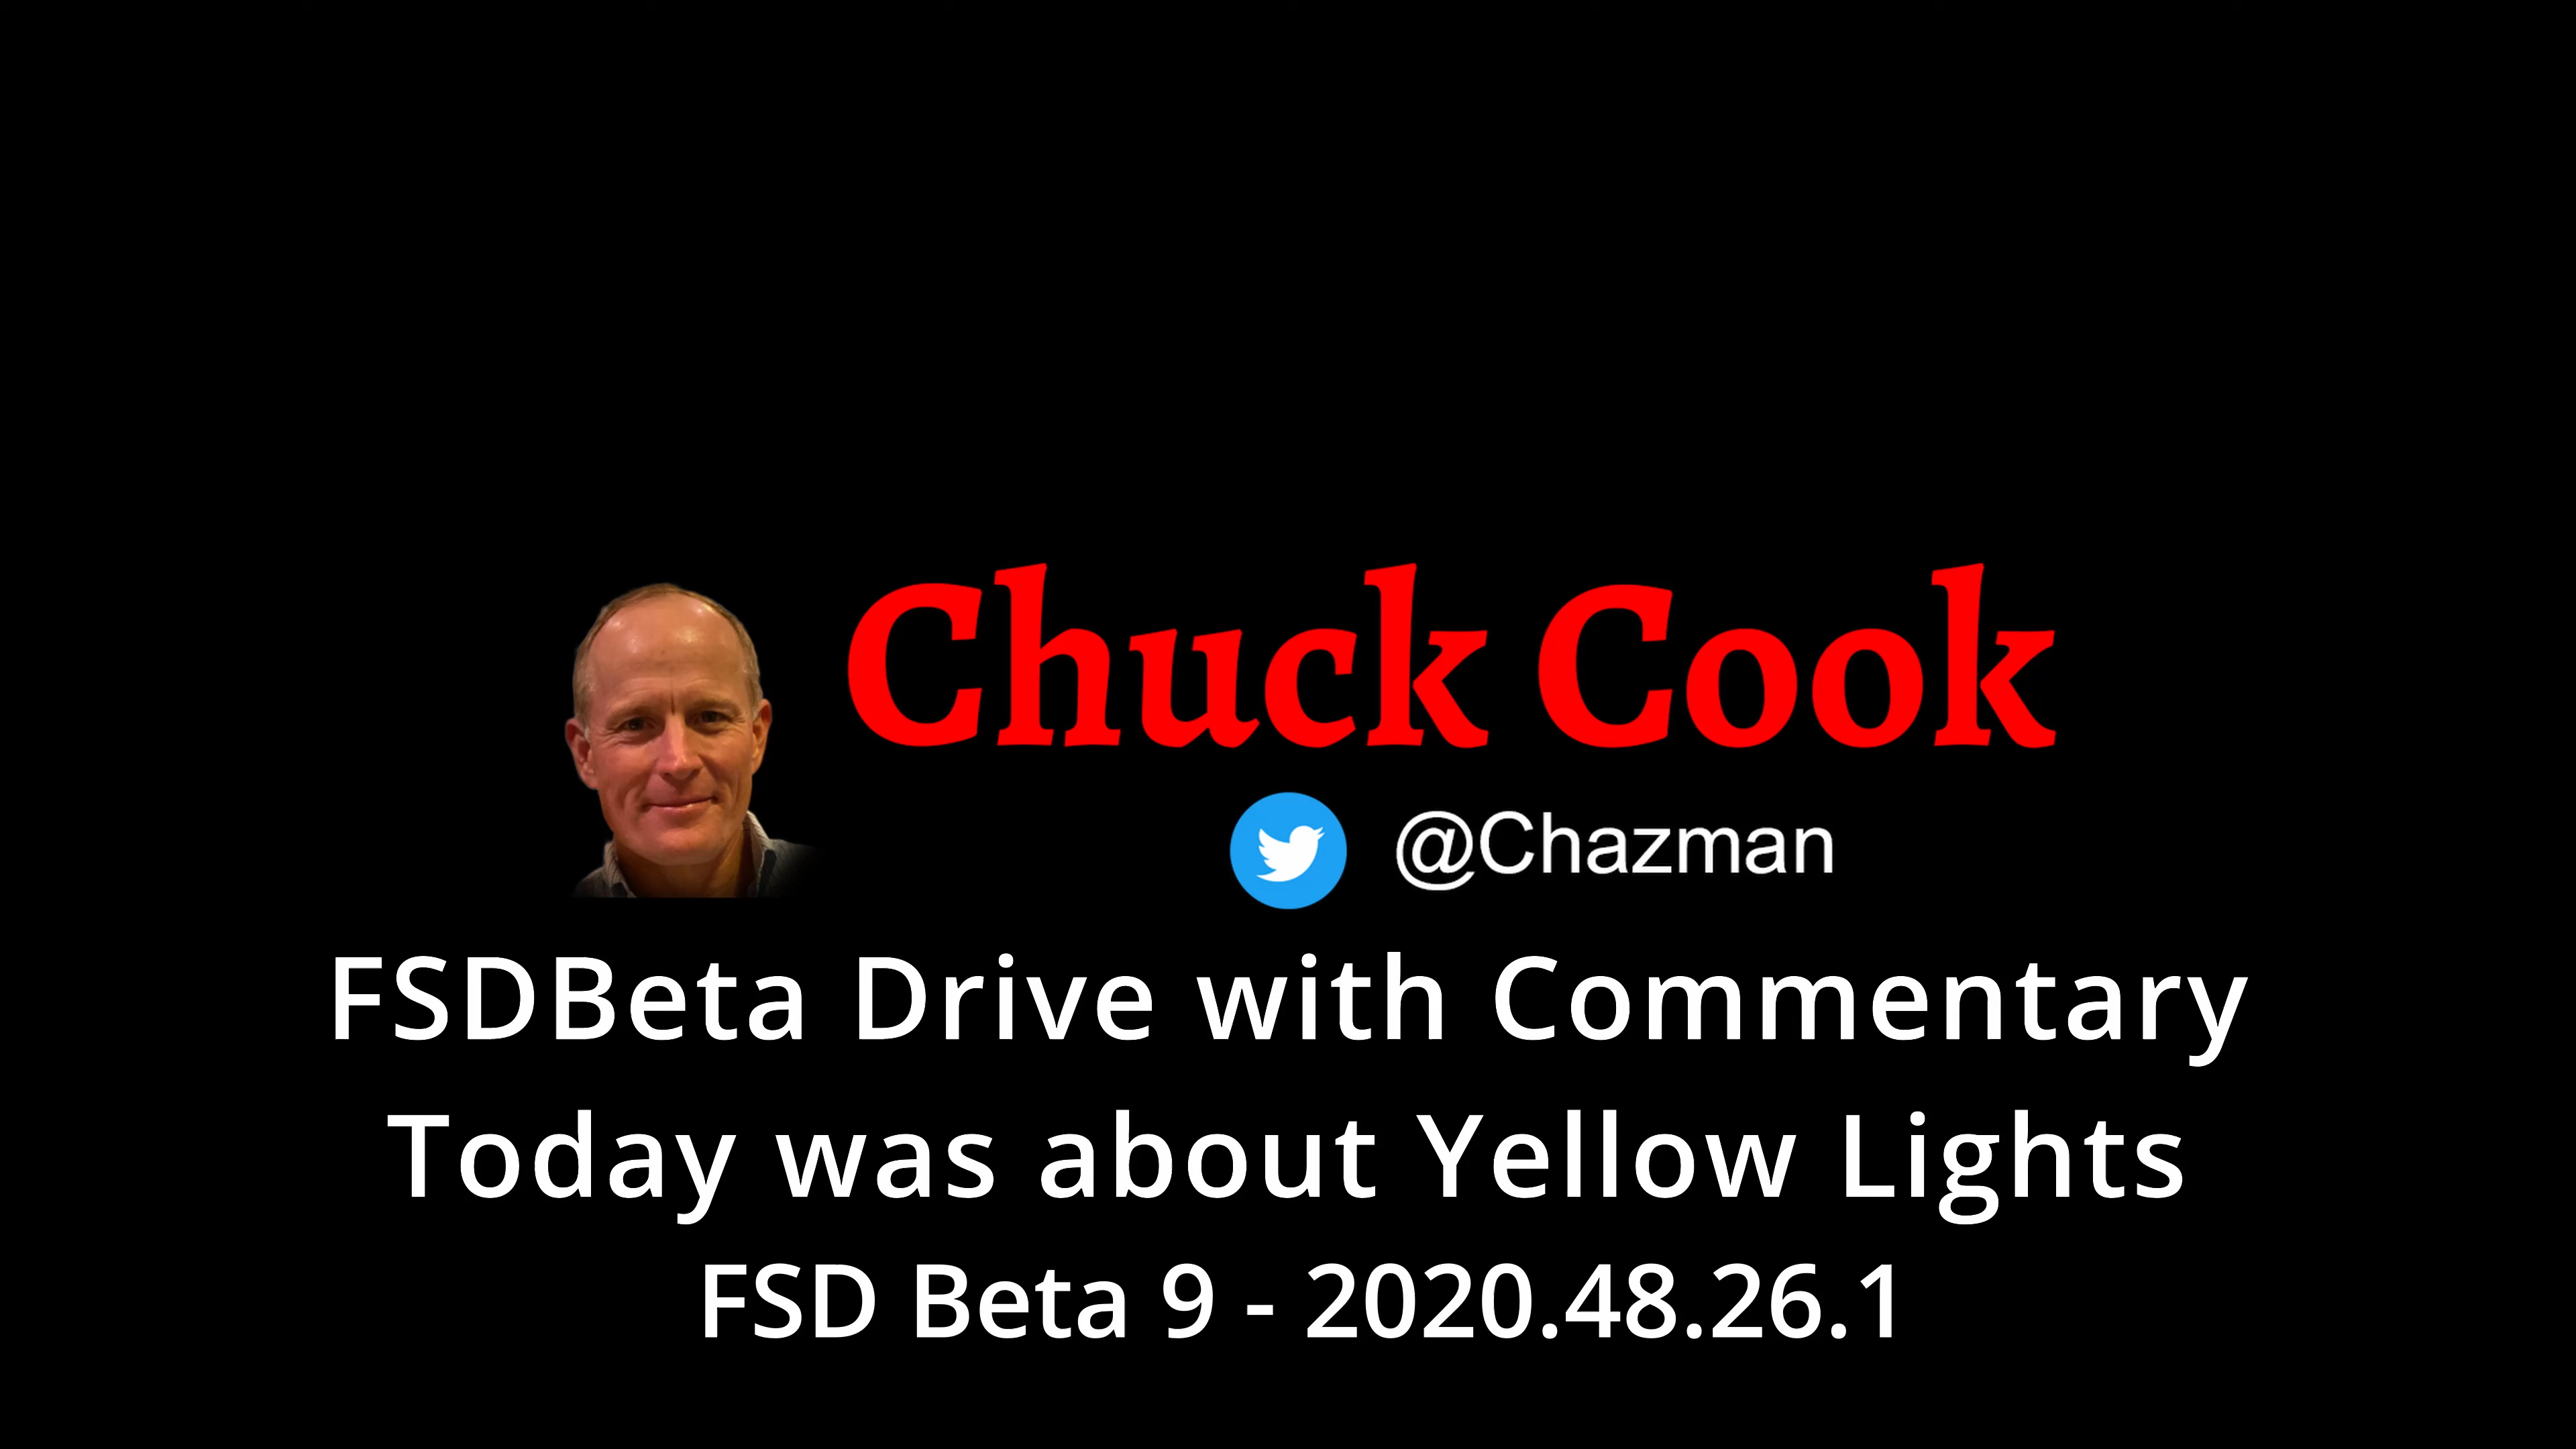 Chuck Cook
@Chazman
FSDBeta Drive with Commentary
Today was about Yellow Lights
FSD Beta 9 - 2020.48.26.1